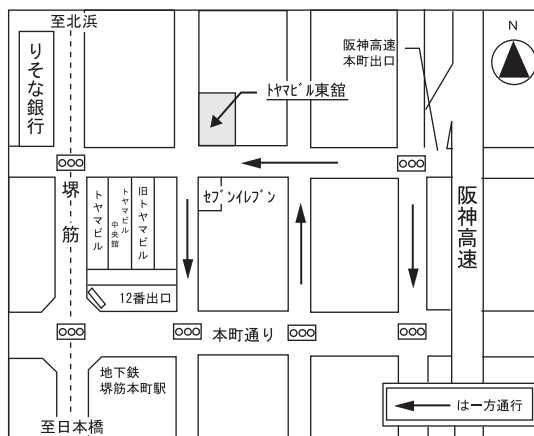 至北浜
りそな銀行
阪神高速
本町出口
N
トヤマビル東館
堺筋
トヤマビル
トヤマビル
中央館
旧トヤマビル
セブンイレブン
阪神高速
12番出口
本町通り
地下鉄
堺筋本町駅
は一方通行
至日本橋